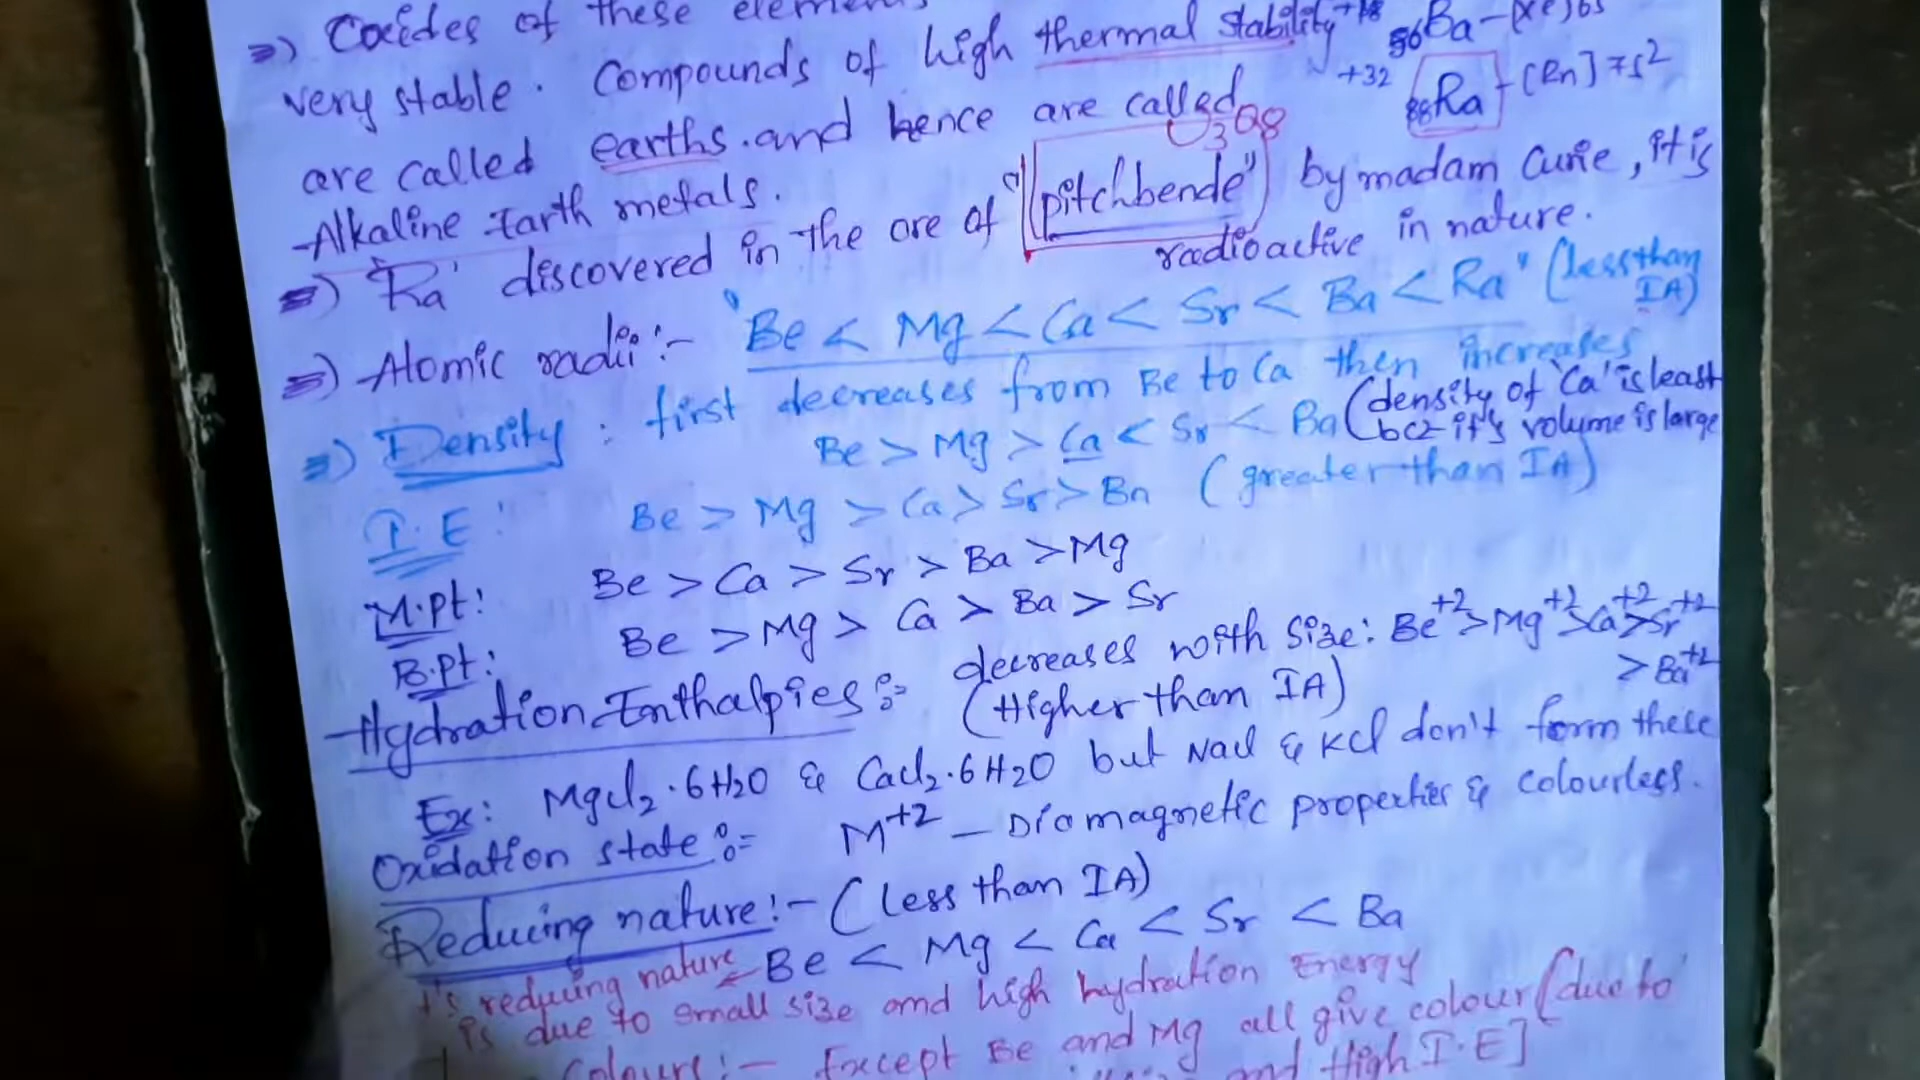 ⇒) Oxides of these elements
very stable. Compounds of high thermal stability
are called earths. and hence are called
Alkaline Earth metals.
+18 56Ba-(Xe)6s
+32 88Ra-(Rn]7s2
U3O8
⇒) 'Ra' discovered in the ore of "pitchbende" by madam Curie, it is
radioactive in nature.
⇒) Atomic radii :- "Be < Mg < Ca < Sr < Ba < Ra" (less than IA)
⇒) Density : first decreases from Be to Ca then increases
Be > Mg > Ca < Sr < Ba (density of 'Ca' is least
bcz it's volume is large
I.E : Be > Mg > Ca > Sr > Ba (greater than IA)
M.pt : Be > Ca > Sr > Ba > Mg
B.pt : Be > Mg > Ca > Ba > Sr
Hydration Enthalpies :- decreases with size: Be+2 > Mg+2 > Ca+2 > Sr+2
> Ba+2
(Higher than IA)
Ex: MgCl2.6H2O & CaCl2.6H2O but NaCl & KCl don't form these
Oxidation state :- M+2 - Diamagnetic properties & colourless.
Reducing nature :- (less than IA)
Be < Mg < Ca < Sr < Ba
t's reducing nature
is due to small size and high hydration Energy
Colours :- Except Be and Mg all give colour (due to
and High I.E]